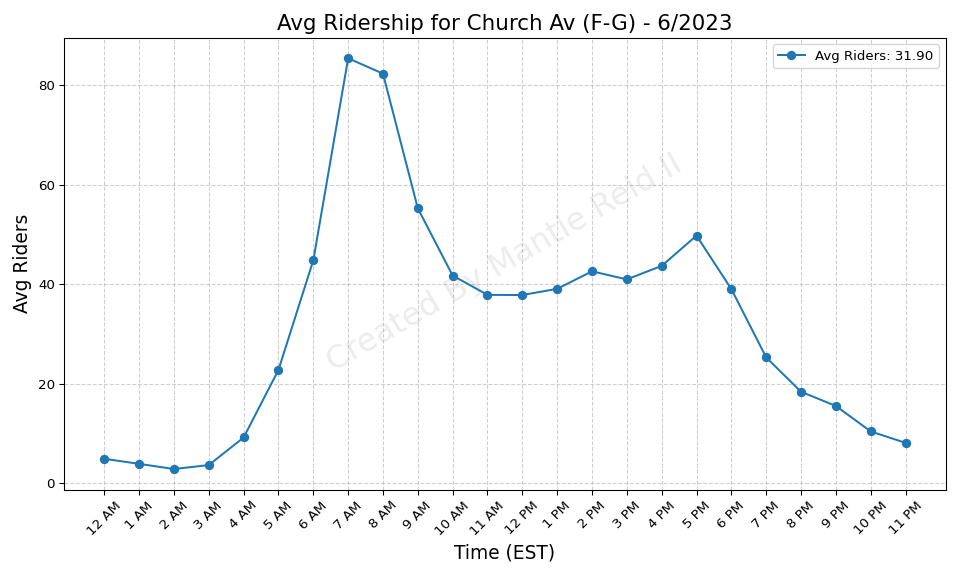 Avg Ridership for Church Av (F-G) - 6/2023
Avg Riders: 31.90
80
60
40
20
0
Avg Riders
Created By Mantie Reid II
12 AM
1 AM
2 AM
3 AM
4 AM
5 AM
6 AM
7 AM
8 AM
9 AM
10 AM
11 AM
12 PM
1 PM
2 PM
3 PM
4 PM
5 PM
6 PM
7 PM
8 PM
9 PM
10 PM
11 PM
Time (EST)